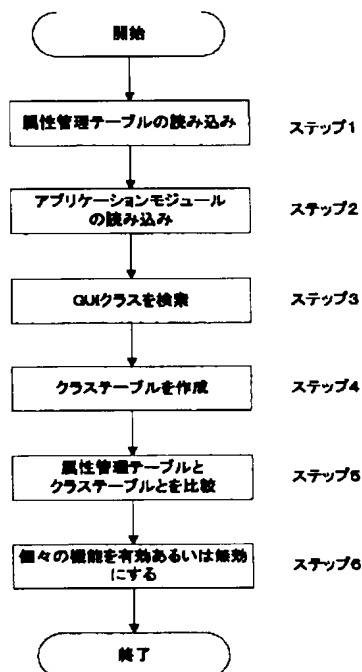 開始
属性管理テーブルの読み込み
ステップ1
アプリケーションモジュール
の読み込み
ステップ2
GUIクラスを検索
ステップ3
クラステーブルを作成
ステップ4
属性管理テーブルと
クラステーブルとを比較
ステップ5
個々の機能を有効あるいは無効
にする
ステップ6
終了